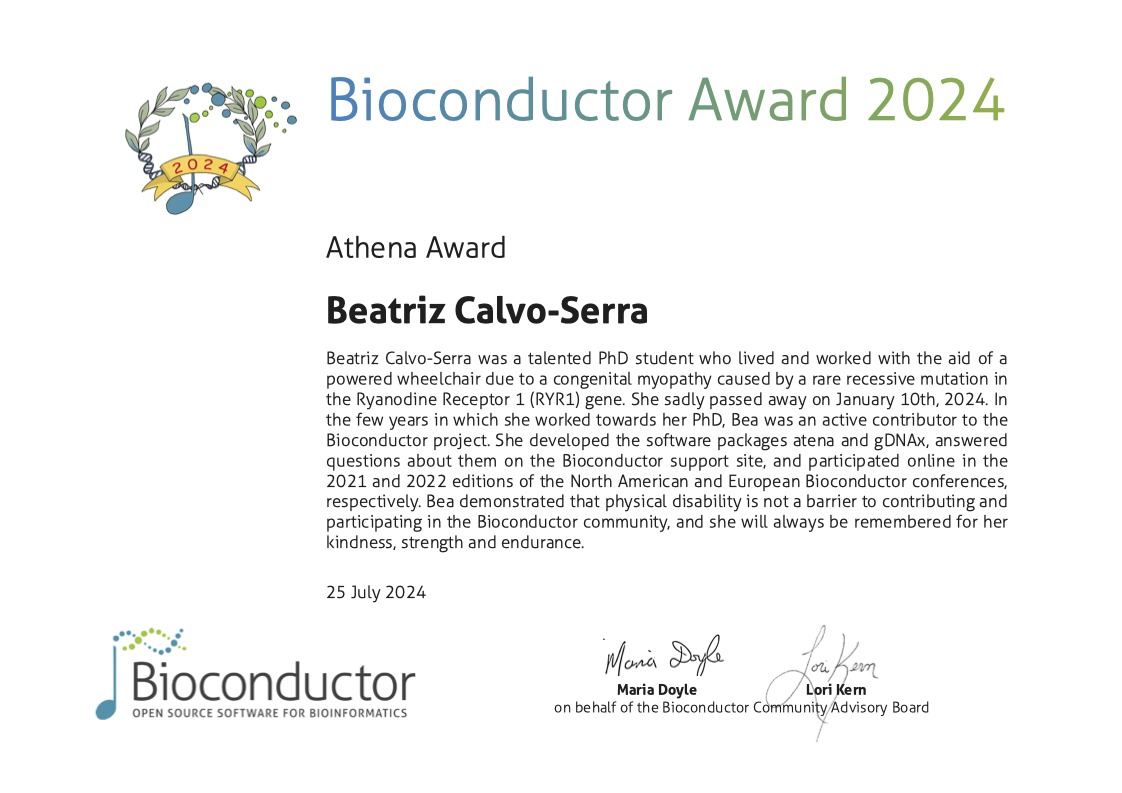 Bioconductor Award 2024
2024
Athena Award
Beatriz Calvo-Serra
Beatriz Calvo-Serra was a talented PhD student who lived and worked with the aid of a
powered wheelchair due to a congenital myopathy caused by a rare recessive mutation in
the Ryanodine Receptor 1 (RYR1) gene. She sadly passed away on January 10th, 2024. In
the few years in which she worked towards her PhD, Bea was an active contributor to the
Bioconductor project. She developed the software packages atena and gDNAx, answered
questions about them on the Bioconductor support site, and participated online in the
2021 and 2022 editions of the North American and European Bioconductor conferences,
respectively. Bea demonstrated that physical disability is not a barrier to contributing and
participating in the Bioconductor community, and she will always be remembered for her
kindness, strength and endurance.
25 July 2024
Bioconductor
OPEN SOURCE SOFTWARE FOR BIOINFORMATICS
Maria Doyle
Lori Kern
Maria Doyle
Lori Kern
on behalf of the Bioconductor Community Advisory Board